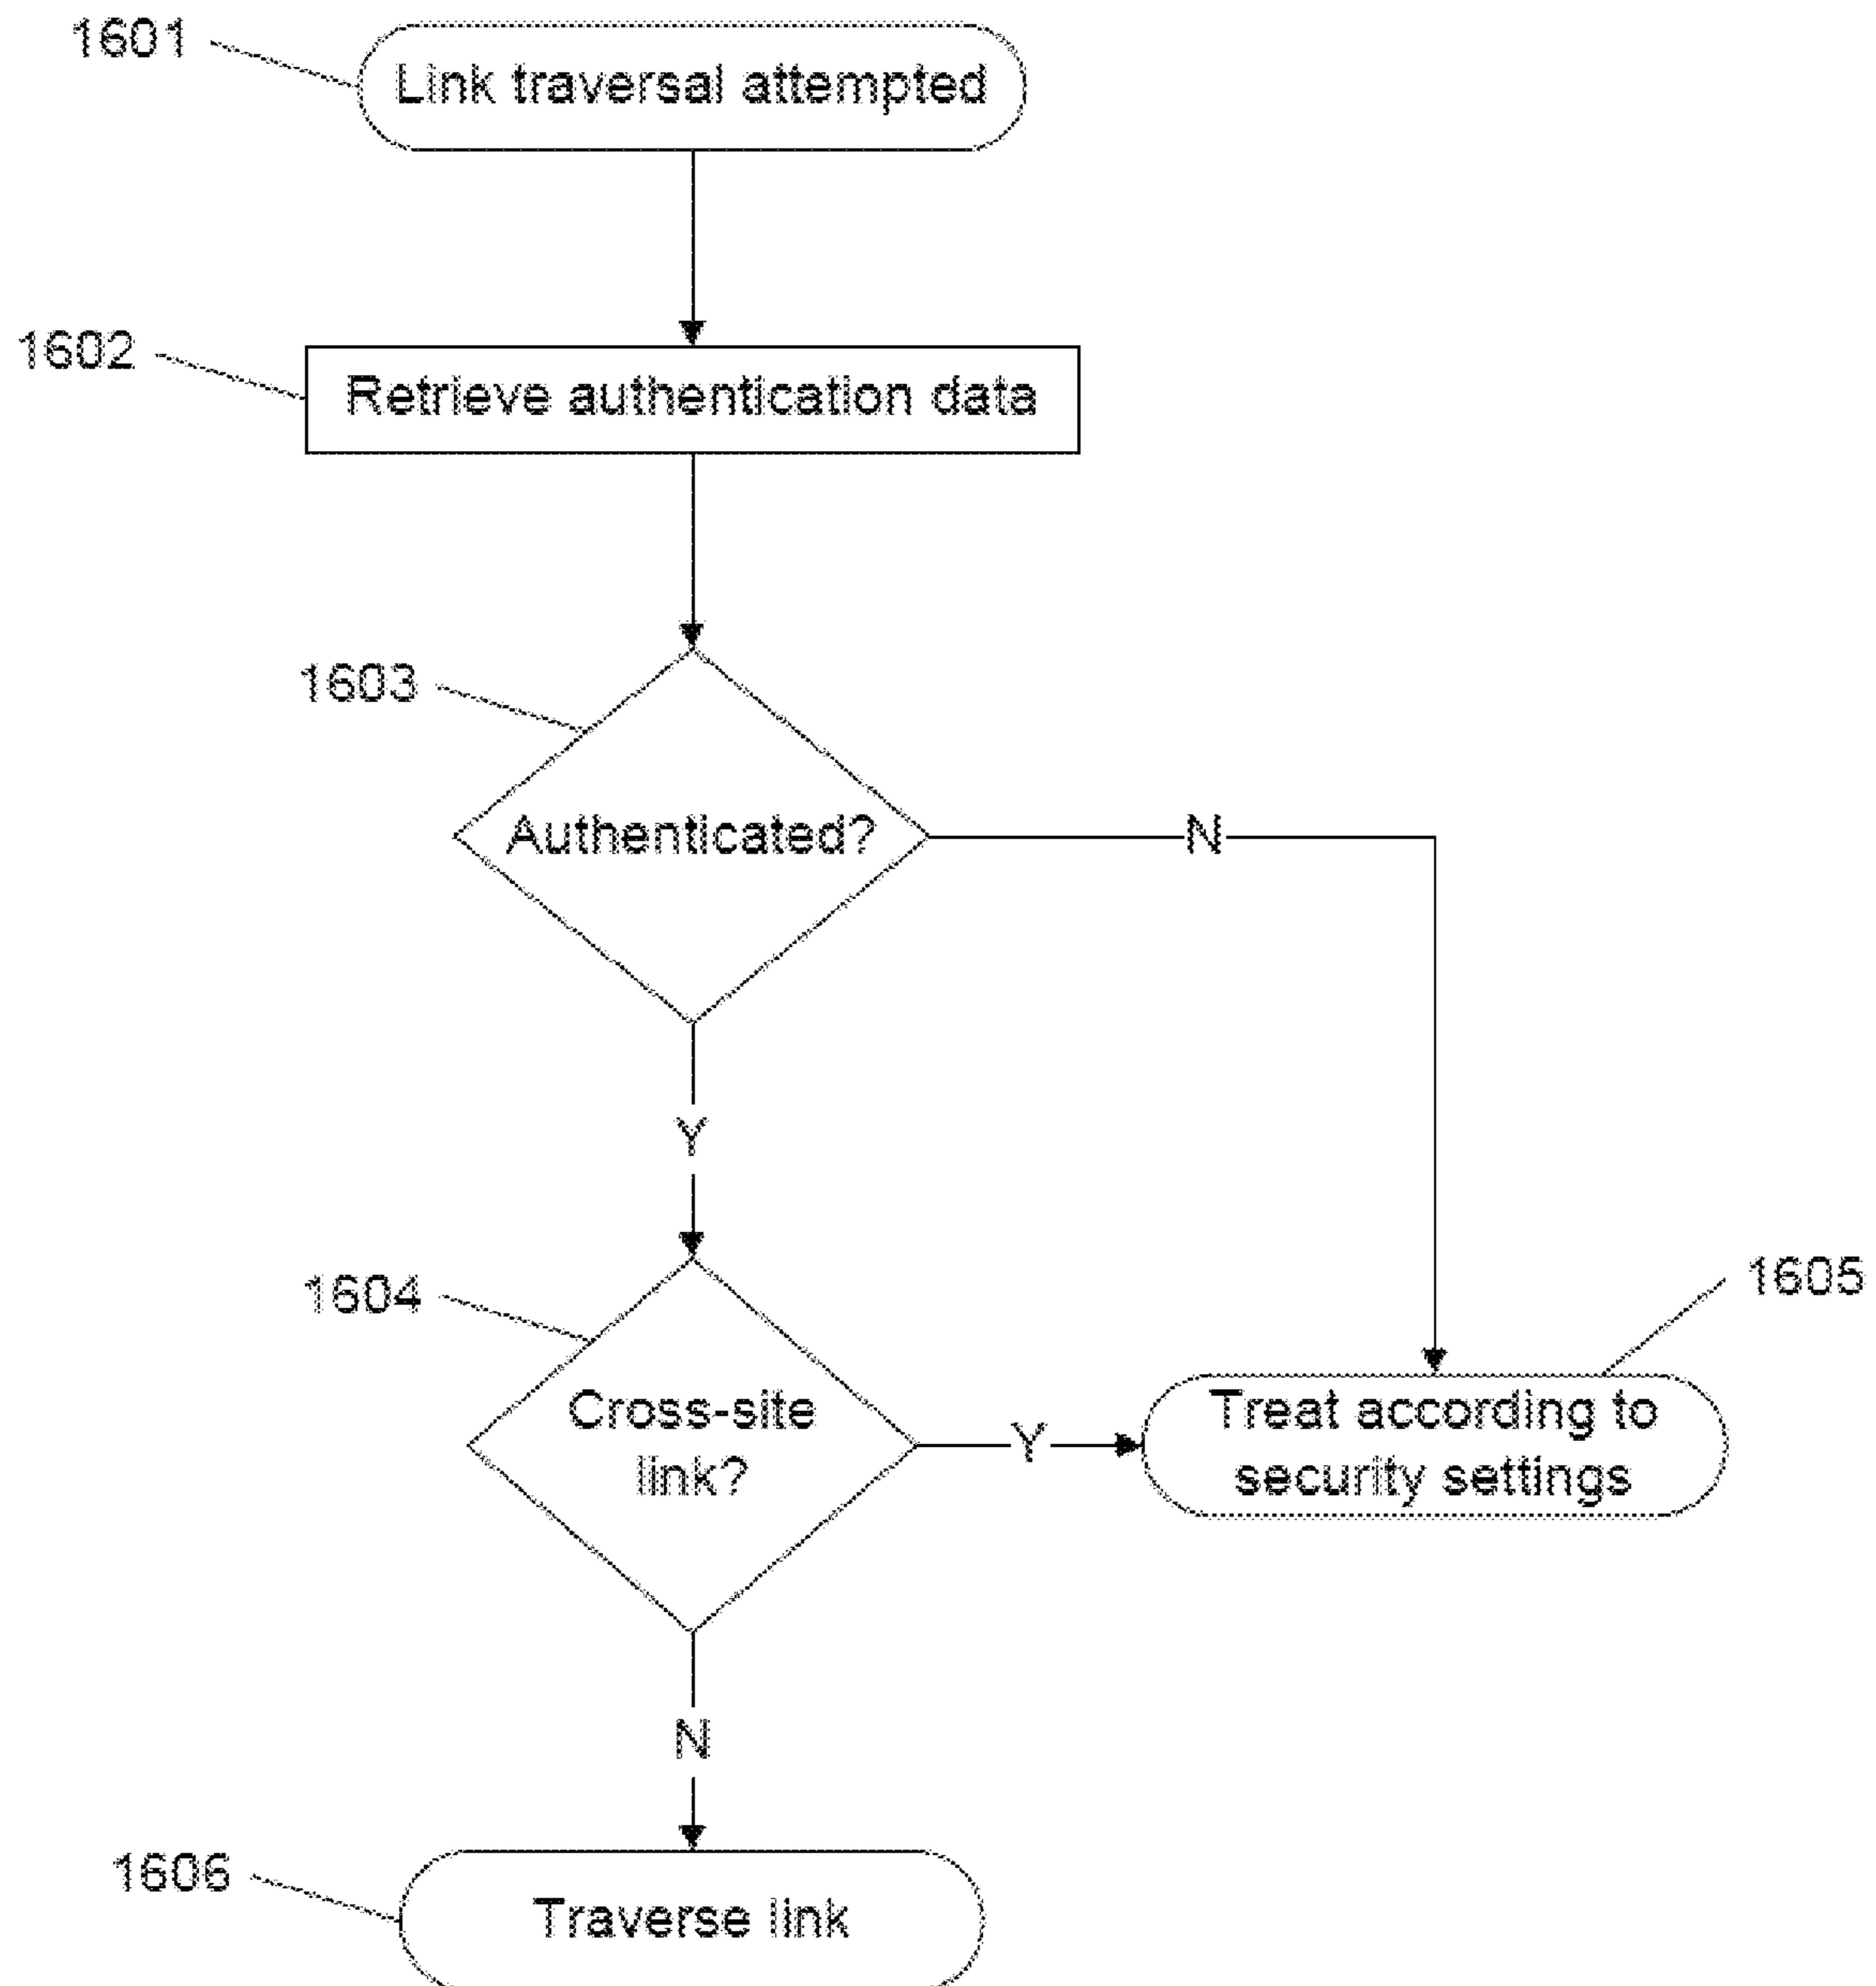 1601
Link traversal attempted
1602
Retrieve authentication data
1603
Authenticated?
N
Y
1604
Cross-site
link?
Y
1605
Treat according to
security settings
N
1606
Traverse link